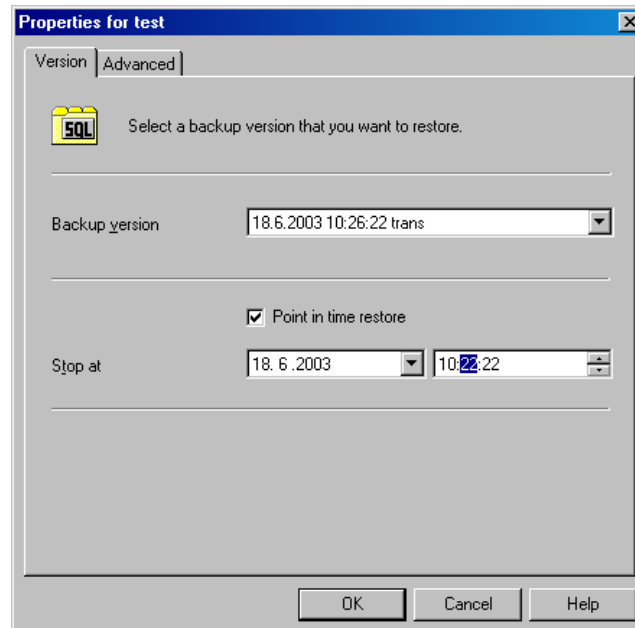 Properties for test
Version Advanced
SQL Select a backup version that you want to restore.
Backup version 18.6.2003 10:26:22 trans
Point in time restore
Stop at 18. 6 .2003 10:22:22
OK Cancel Help